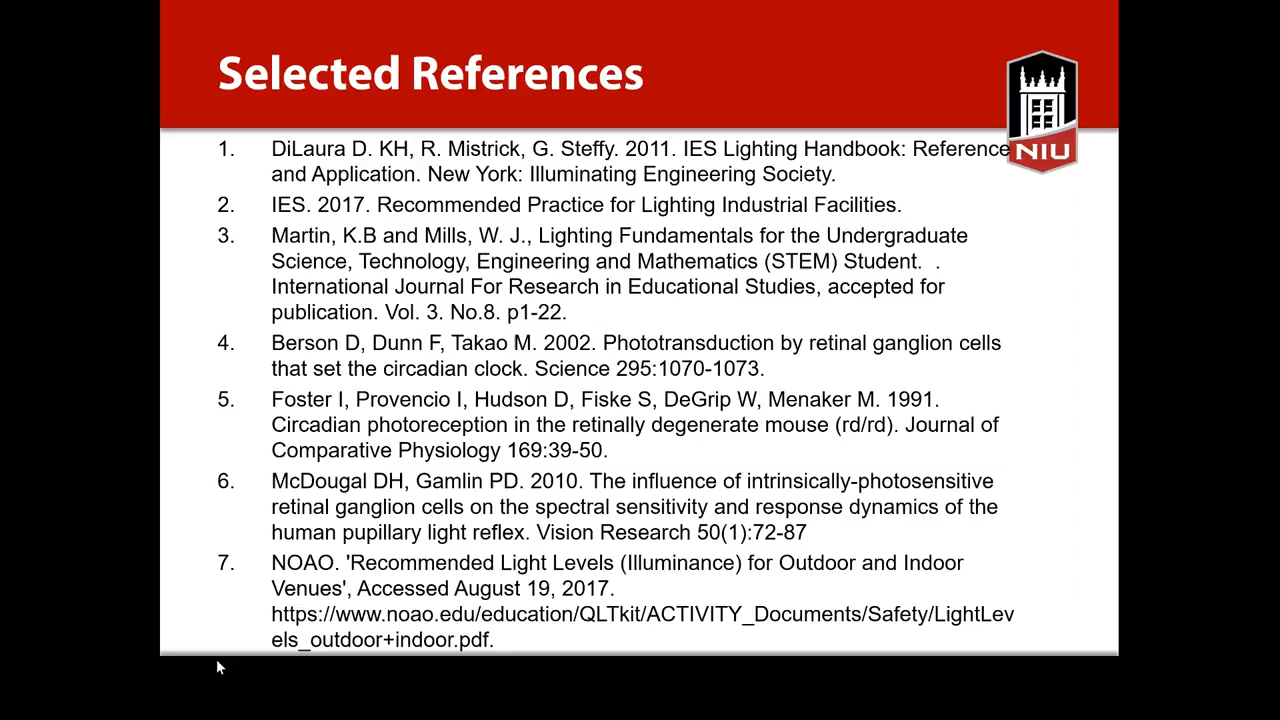 Selected References
NIU
1. DiLaura D. KH, R. Mistrick, G. Steffy. 2011. IES Lighting Handbook: Reference
and Application. New York: Illuminating Engineering Society.
2. IES. 2017. Recommended Practice for Lighting Industrial Facilities.
3. Martin, K.B and Mills, W. J., Lighting Fundamentals for the Undergraduate
Science, Technology, Engineering and Mathematics (STEM) Student. .
International Journal For Research in Educational Studies, accepted for
publication. Vol. 3. No.8. p1-22.
4. Berson D, Dunn F, Takao M. 2002. Phototransduction by retinal ganglion cells
that set the circadian clock. Science 295:1070-1073.
5. Foster I, Provencio I, Hudson D, Fiske S, DeGrip W, Menaker M. 1991.
Circadian photoreception in the retinally degenerate mouse (rd/rd). Journal of
Comparative Physiology 169:39-50.
6. McDougal DH, Gamlin PD. 2010. The influence of intrinsically-photosensitive
retinal ganglion cells on the spectral sensitivity and response dynamics of the
human pupillary light reflex. Vision Research 50(1):72-87
7. NOAO. 'Recommended Light Levels (Illuminance) for Outdoor and Indoor
Venues', Accessed August 19, 2017.
https://www.noao.edu/education/QLTkit/ACTIVITY_Documents/Safety/LightLev
els_outdoor+indoor.pdf.